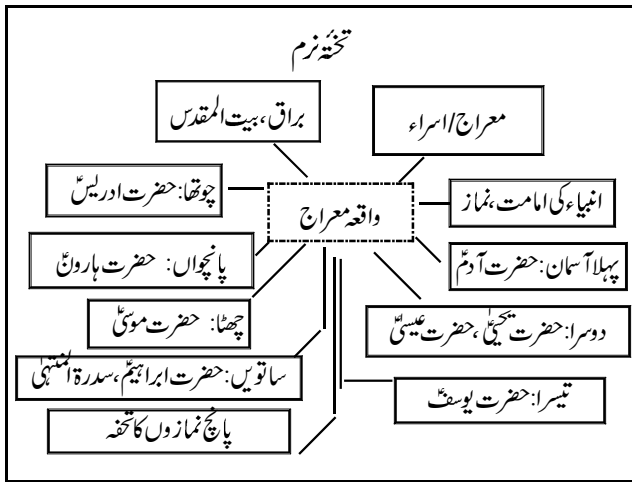 تختۂ نرم
معراج/اسراء
براق، بیت المقدس
چوتھا: حضرت ادریسؑ
انبیاء کی امامت، نماز
واقعہ معراج
پانچواں: حضرت ہارونؑ
پہلا آسمان: حضرت آدمؑ
چھٹا: حضرت موسیٰؑ
دوسرا: حضرت یحییٰؑ، حضرت عیسیٰؑ
ساتویں: حضرت ابراہیمؑ، سدرۃ المنتہیٰ
تیسرا: حضرت یوسفؑ
پانچ نمازوں کا تحفہ